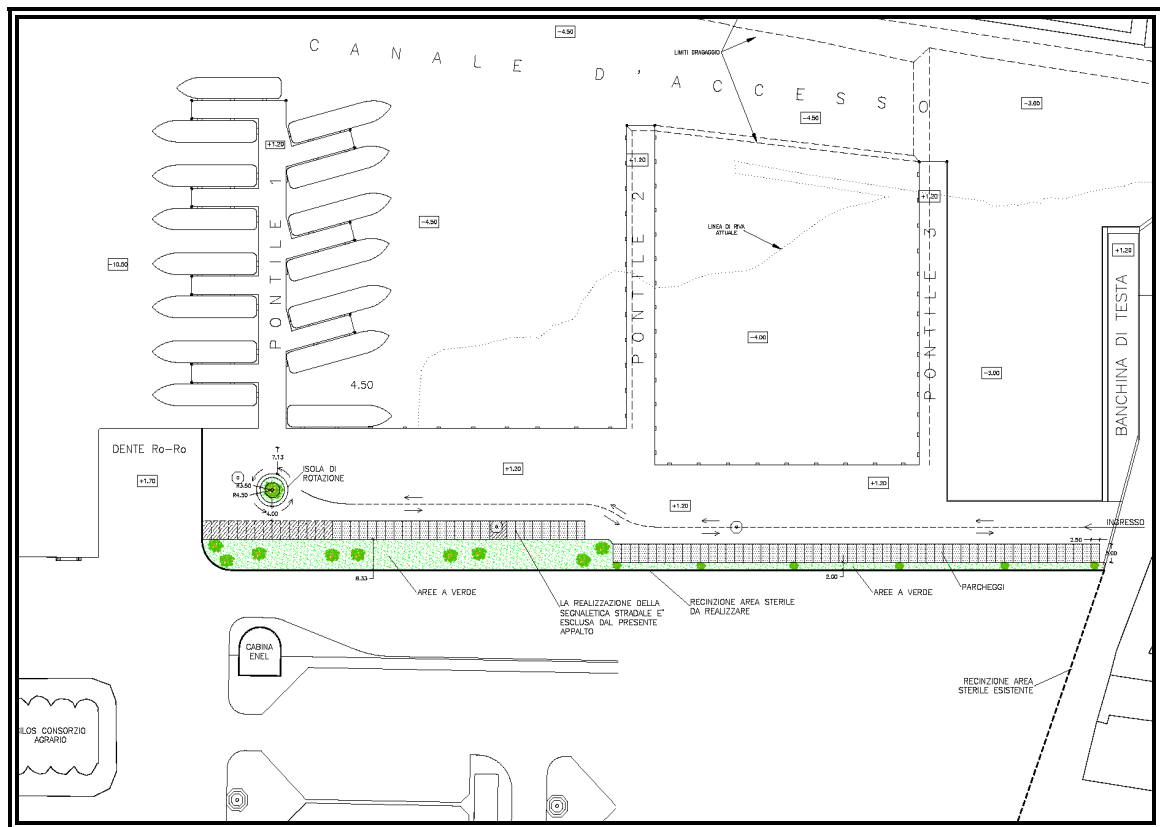 CANALE D'ACCESSO
-4.50
LIMITI DRAGAGGIO
-3.00
-4.50
+1.20
+1.20
+1.20
PONTILE 1
PONTILE 2
PONTILE 3
-4.50
LINEA DI RIVA
ATTUALE
-10.50
+1.20
BANCHINA DI TESTA
-4.00
-3.00
4.50
DENTE Ro-Ro
+1.70
7.13
ISOLA DI
ROTAZIONE
R3.50
R4.50
4.00
+1.20
+1.20
+1.20
INGRESSO
2.50
5.00
8.33
2.00
AREE A VERDE
LA REALIZZAZIONE DELLA
SEGNALETICA STRADALE E'
ESCLUSA DAL PRESENTE
APPALTO
RECINZIONE AREA STERILE
DA REALIZZARE
AREE A VERDE
PARCHEGGI
CABINA
ENEL
RECINZIONE AREA
STERILE ESISTENTE
SILOS CONSORZIO
AGRARIO